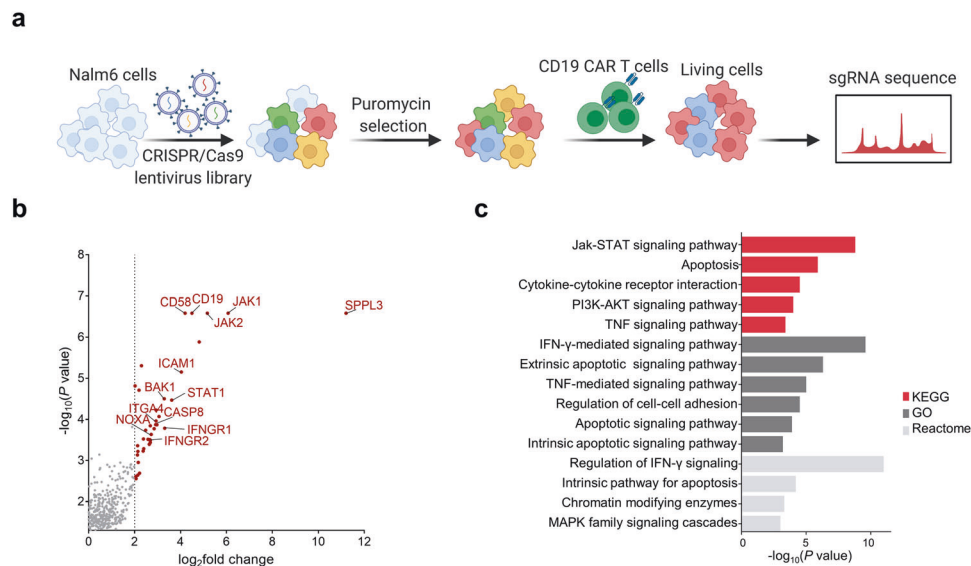 a
Nalm6 cells
CRISPR/Cas9
lentivirus library
Puromycin
selection
CD19 CAR T cells
Living cells
sgRNA sequence
b
-log10(P value)
8
7
6
5
4
3
2
CD58
CD19
JAK1
JAK2
SPPL3
ICAM1
BAK1
STAT1
ITGA4
CASP8
NOXA
IFNGR1
IFNGR2
0 2 4 6 8 10 12
log2fold change
c
Jak-STAT signaling pathway
Apoptosis
Cytokine-cytokine receptor interaction
PI3K-AKT signaling pathway
TNF signaling pathway
IFN-γ-mediated signaling pathway
Extrinsic apoptotic signaling pathway
TNF-mediated signaling pathway
Regulation of cell-cell adhesion
Apoptotic signaling pathway
Intrinsic apoptotic signaling pathway
Regulation of IFN-γ signaling
Intrinsic pathway for apoptosis
Chromatin modifying enzymes
MAPK family signaling cascades
KEGG
GO
Reactome
0 5 10
-log10(P value)